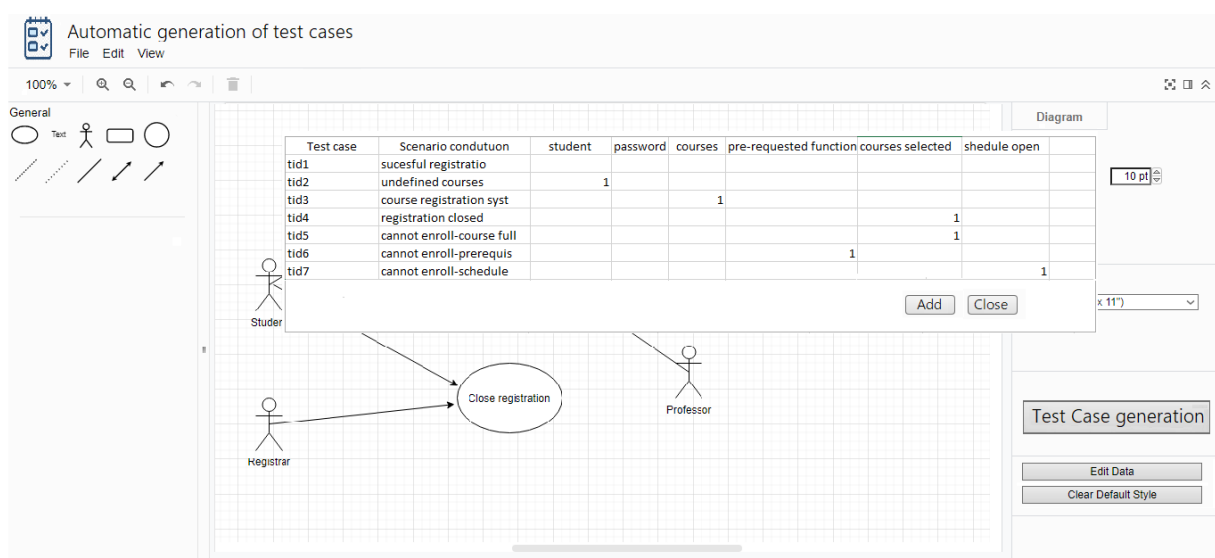 Automatic generation of test cases
File Edit View
100%
General
Diagram
Text
Test case Scenario condutuon student password courses pre-requested function courses selected shedule open
tid1 sucesful registratio
10 pt
tid2 undefined courses 1
tid3 course registration syst 1
tid4 registration closed 1
tid5 cannot enroll-course full 1
tid6 cannot enroll-prerequis 1
tid7 cannot enroll-schedule 1
Add Close
x 11")
Studer
Close registration
Professor
Registrar
Test Case generation
Edit Data
Clear Default Style